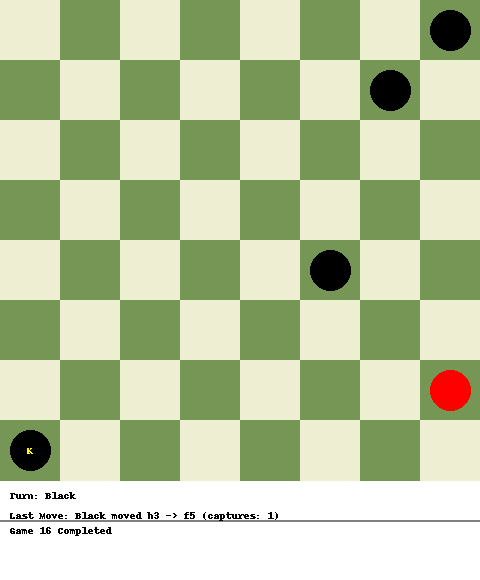 K
Turn: Black
Last Move: Black moved h3 -> f5 (captures: 1)
Game 16 Completed